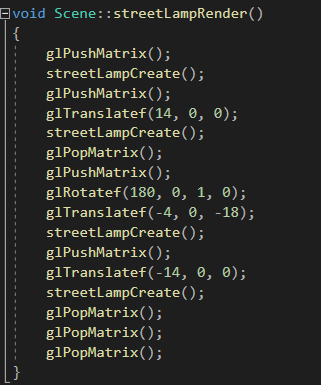 void Scene::streetLampRender()
{
glPushMatrix();
streetLampCreate();
glPushMatrix();
glTranslatef(14, 0, 0);
streetLampCreate();
glPopMatrix();
glPushMatrix();
glRotatef(180, 0, 1, 0);
glTranslatef(-4, 0, -18);
streetLampCreate();
glPushMatrix();
glTranslatef(-14, 0, 0);
streetLampCreate();
glPopMatrix();
glPopMatrix();
glPopMatrix();
}